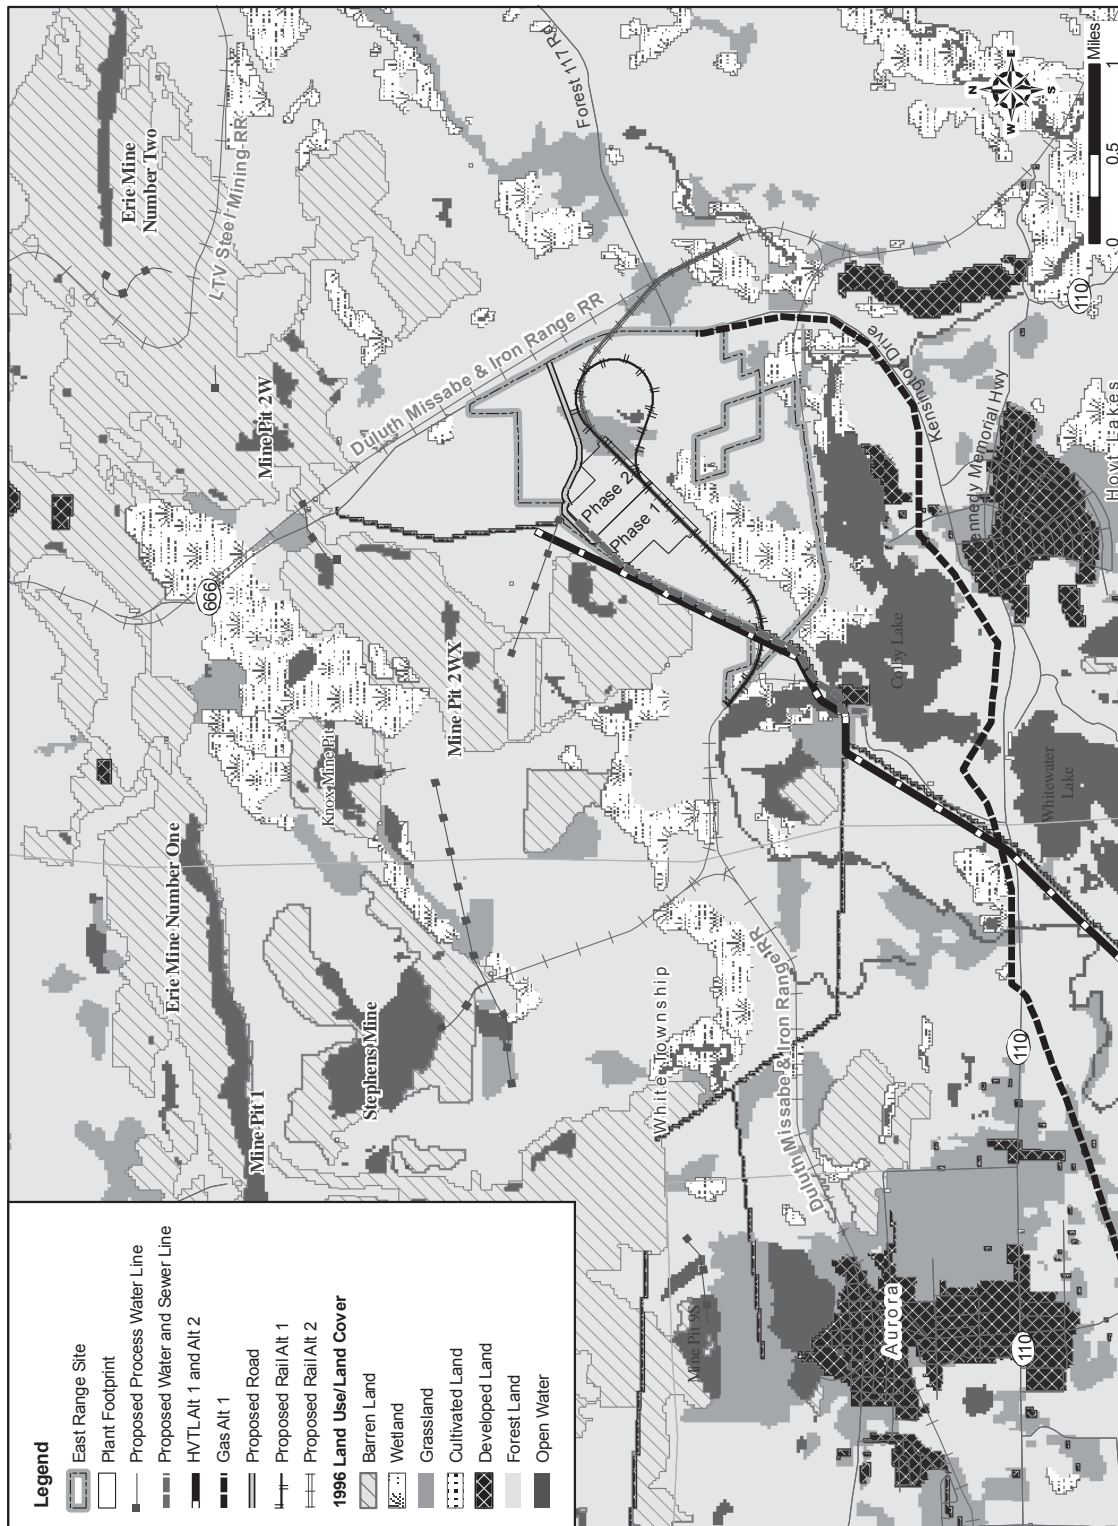 Legend
East Range Site
Plant Footprint
Proposed Process Water Line
Proposed Water and Sewer Line
HVTLAlt 1 and Alt 2
Gas Alt 1
Proposed Road
Proposed Rail Alt 1
Proposed Rail Alt 2
1996 Land Use/Land Cover
Barren Land
Wetland
Grassland
Cultivated Land
Developed Land
Forest Land
Open Water
Erie Mine
Number Two
LTV Steel Mining RR
Forest 117 Rd
Mine Pit 2W
Duluth Missabe & Iron Range RR
666
Erie Mine Number One
Mine Pit 1
Knox Mine Pit
Mine Pit 2WX
Stephens Mine
Phase 2
Phase 1
White Township
Duluth Missabe & Iron Range RR
Mine Pit 9S
Aurora
110
110
110
Colby Lake
Whitewater
Lake
Kensington Drive
Kennedy Memorial Hwy
Hoyt Lakes
N
E
S
W
0
0.5
1
Miles